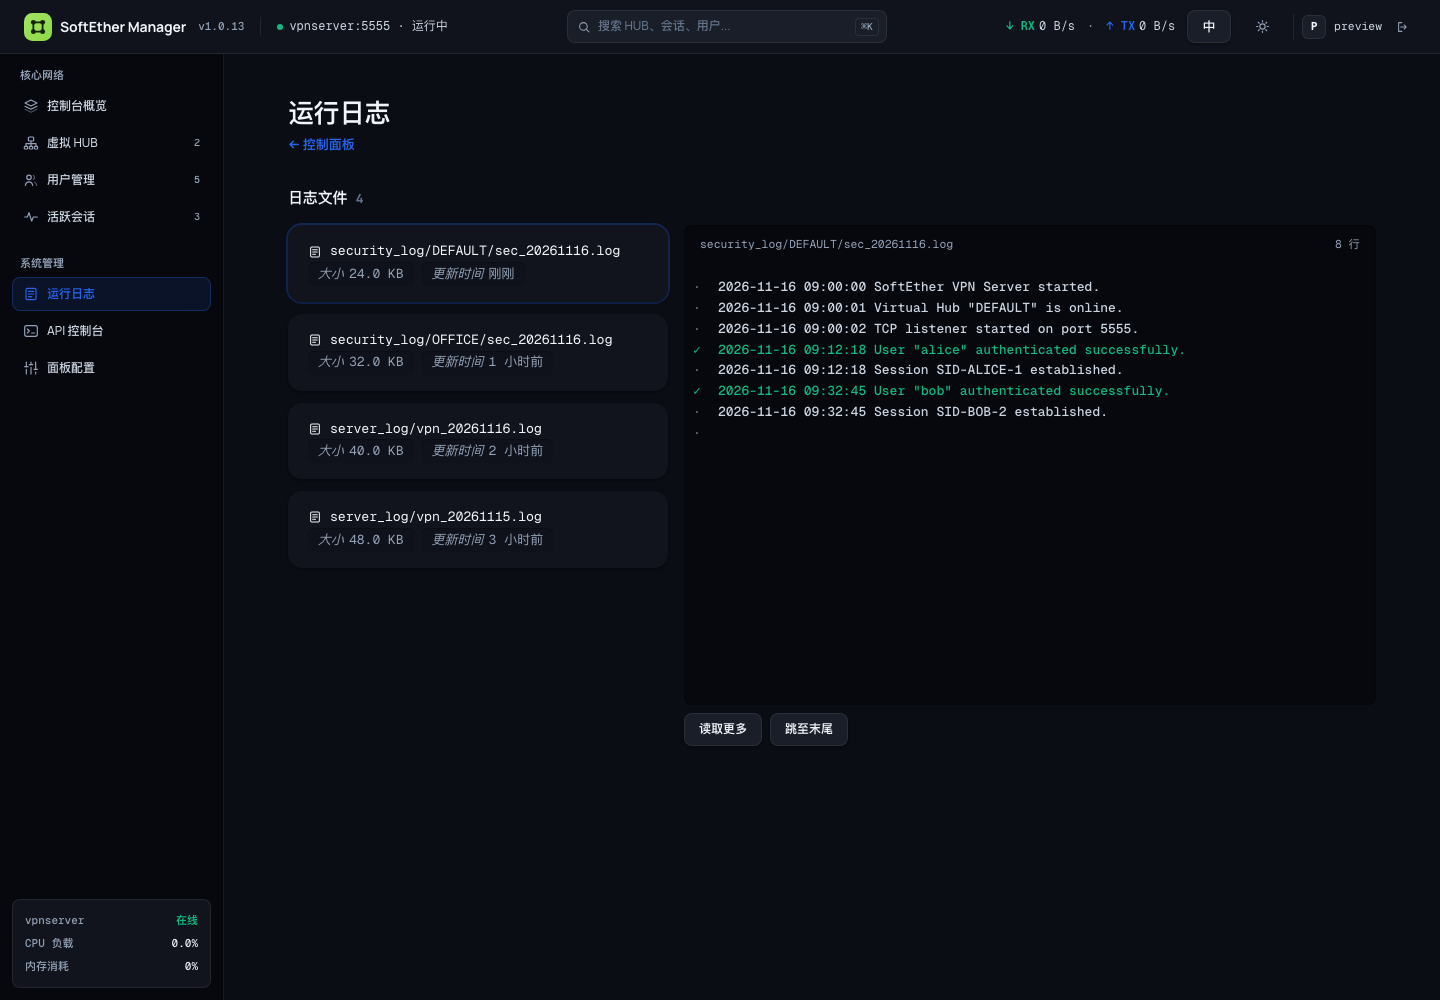 SoftEther Manager v1.0.13 vpnserver:5555 · 运行中 搜索 HUB、会话、用户... ⌘K ↓ RX 0 B/s · ↑ TX 0 B/s 中 P preview
核心网络
控制台概览
虚拟 HUB 2
用户管理 5
活跃会话 3
系统管理
运行日志
API 控制台
面板配置
vpnserver 在线
CPU 负载 0.0%
内存消耗 0%
运行日志
← 控制面板
日志文件 4
security_log/DEFAULT/sec_20261116.log
大小 24.0 KB 更新时间 刚刚
security_log/OFFICE/sec_20261116.log
大小 32.0 KB 更新时间 1 小时前
server_log/vpn_20261116.log
大小 40.0 KB 更新时间 2 小时前
server_log/vpn_20261115.log
大小 48.0 KB 更新时间 3 小时前
security_log/DEFAULT/sec_20261116.log 8 行
· 2026-11-16 09:00:00 SoftEther VPN Server started.
· 2026-11-16 09:00:01 Virtual Hub "DEFAULT" is online.
· 2026-11-16 09:00:02 TCP listener started on port 5555.
✓ 2026-11-16 09:12:18 User "alice" authenticated successfully.
· 2026-11-16 09:12:18 Session SID-ALICE-1 established.
✓ 2026-11-16 09:32:45 User "bob" authenticated successfully.
· 2026-11-16 09:32:45 Session SID-BOB-2 established.
·
读取更多 跳至末尾